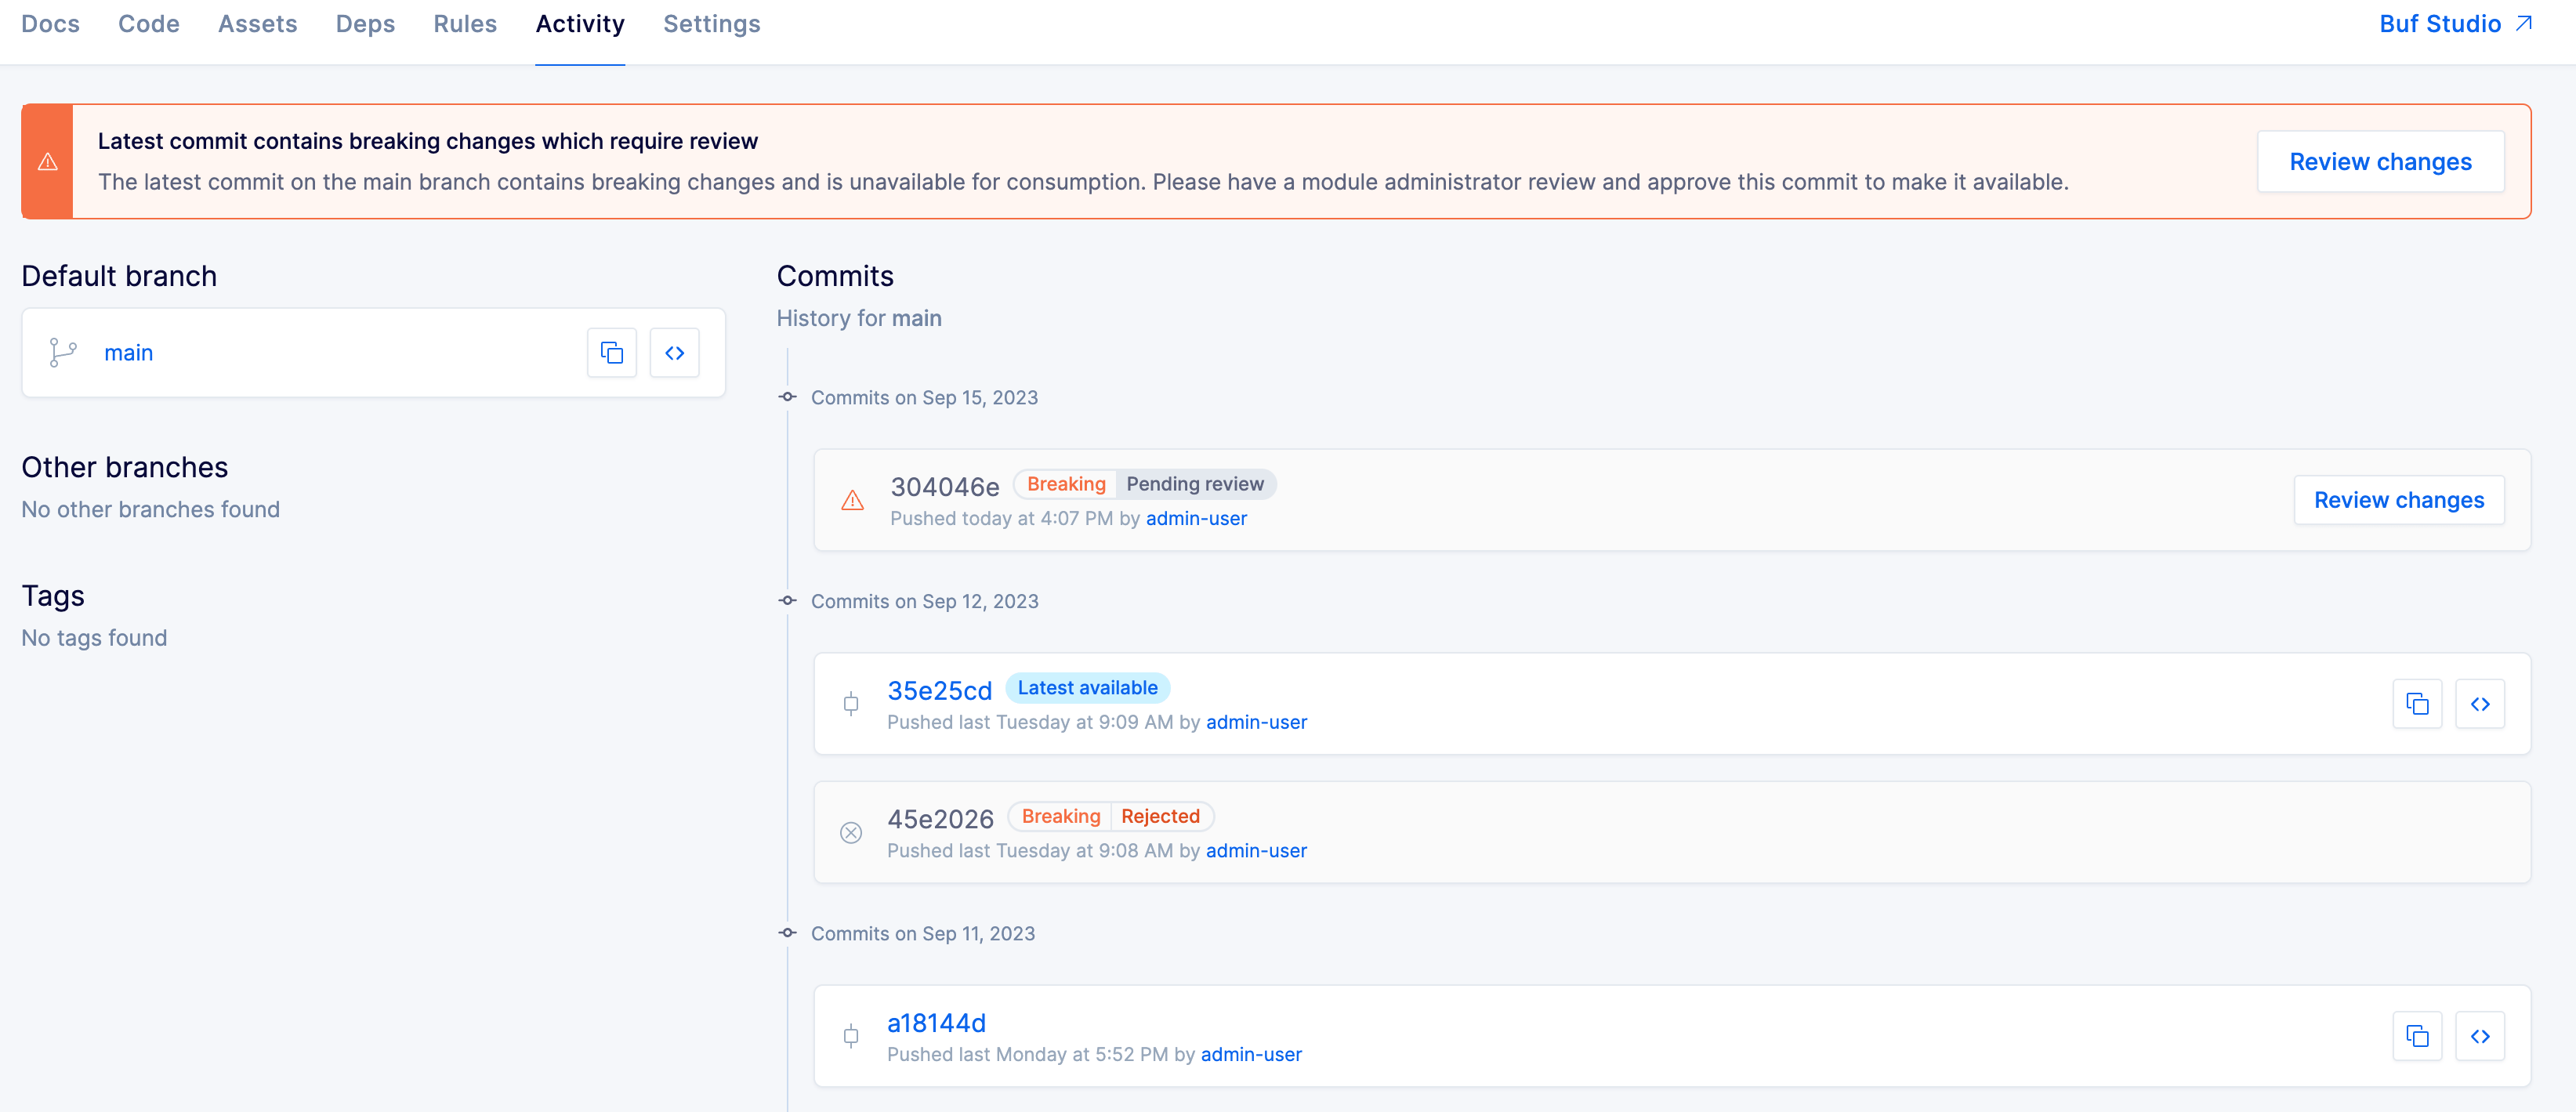 Docs Code Assets Deps Rules Activity Settings Buf Studio
Latest commit contains breaking changes which require review
The latest commit on the main branch contains breaking changes and is unavailable for consumption. Please have a module administrator review and approve this commit to make it available.
Review changes
Default branch
main
Other branches
No other branches found
Tags
No tags found
Commits
History for main
Commits on Sep 15, 2023
304046e Breaking Pending review
Pushed today at 4:07 PM by admin-user
Review changes
Commits on Sep 12, 2023
35e25cd Latest available
Pushed last Tuesday at 9:09 AM by admin-user
45e2026 Breaking Rejected
Pushed last Tuesday at 9:08 AM by admin-user
Commits on Sep 11, 2023
a18144d
Pushed last Monday at 5:52 PM by admin-user